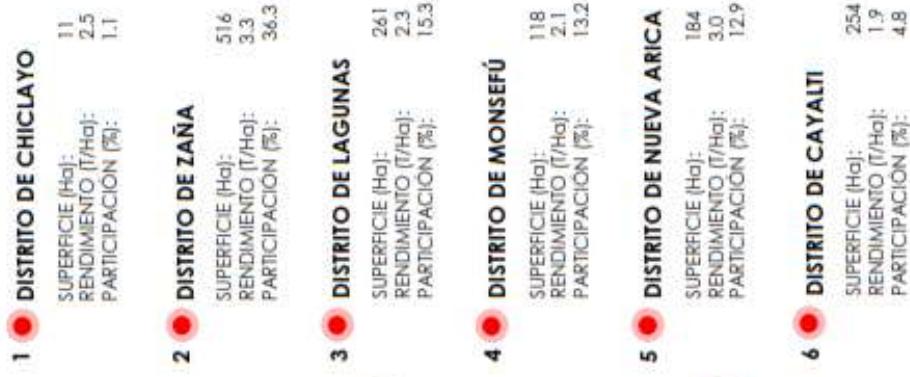 1 DISTRITO DE CHICLAYO
SUPERFICIE (Ha): 11
RENDIMIENTO (T/Ha): 2.5
PARTICIPACIÓN (%): 1.1
2 DISTRITO DE ZAÑA
SUPERFICIE (Ha): 516
RENDIMIENTO (T/Ha): 3.3
PARTICIPACIÓN (%): 36.3
3 DISTRITO DE LAGUNAS
SUPERFICIE (Ha): 261
RENDIMIENTO (T/Ha): 2.3
PARTICIPACIÓN (%): 15.3
4 DISTRITO DE MONSEFÚ
SUPERFICIE (Ha): 118
RENDIMIENTO (T/Ha): 2.1
PARTICIPACIÓN (%): 13.2
5 DISTRITO DE NUEVA ARICA
SUPERFICIE (Ha): 184
RENDIMIENTO (T/Ha): 3.0
PARTICIPACIÓN (%): 12.9
6 DISTRITO DE CAYALTI
SUPERFICIE (Ha): 254
RENDIMIENTO (T/Ha): 1.9
PARTICIPACIÓN (%): 4.8